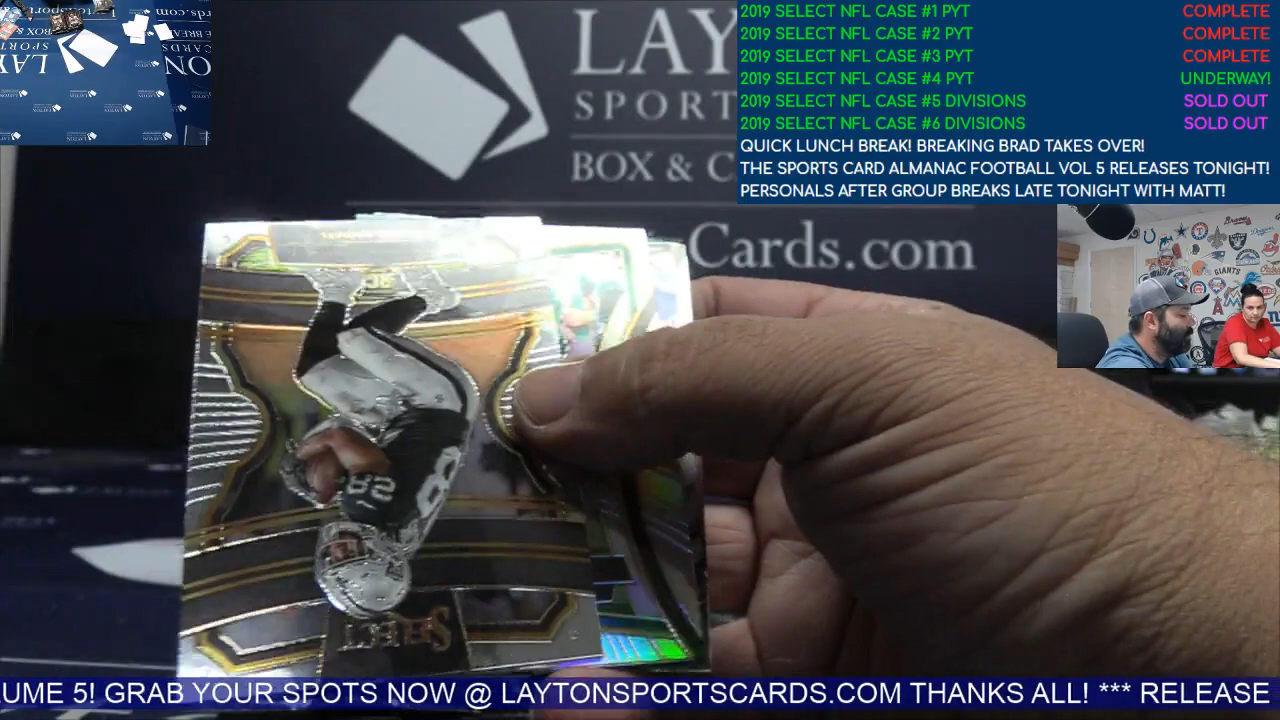 2019 SELECT NFL CASE #1 PYT COMPLETE
2019 SELECT NFL CASE #2 PYT COMPLETE
2019 SELECT NFL CASE #3 PYT COMPLETE
2019 SELECT NFL CASE #4 PYT UNDERWAY!
2019 SELECT NFL CASE #5 DIVISIONS SOLD OUT
2019 SELECT NFL CASE #6 DIVISIONS SOLD OUT
QUICK LUNCH BREAK! BREAKING BRAD TAKES OVER!
THE SPORTS CARD ALMANAC FOOTBALL VOL 5 RELEASES TONIGHT!
PERSONALS AFTER GROUP BREAKS LATE TONIGHT WITH MATT!
LAY
SPORT
BOX & C
Cards.com
GIANTS
RC
28
SELECT
UME 5! GRAB YOUR SPOTS NOW @ LAYTONSPORTSCARDS.COM THANKS ALL! *** RELEASE